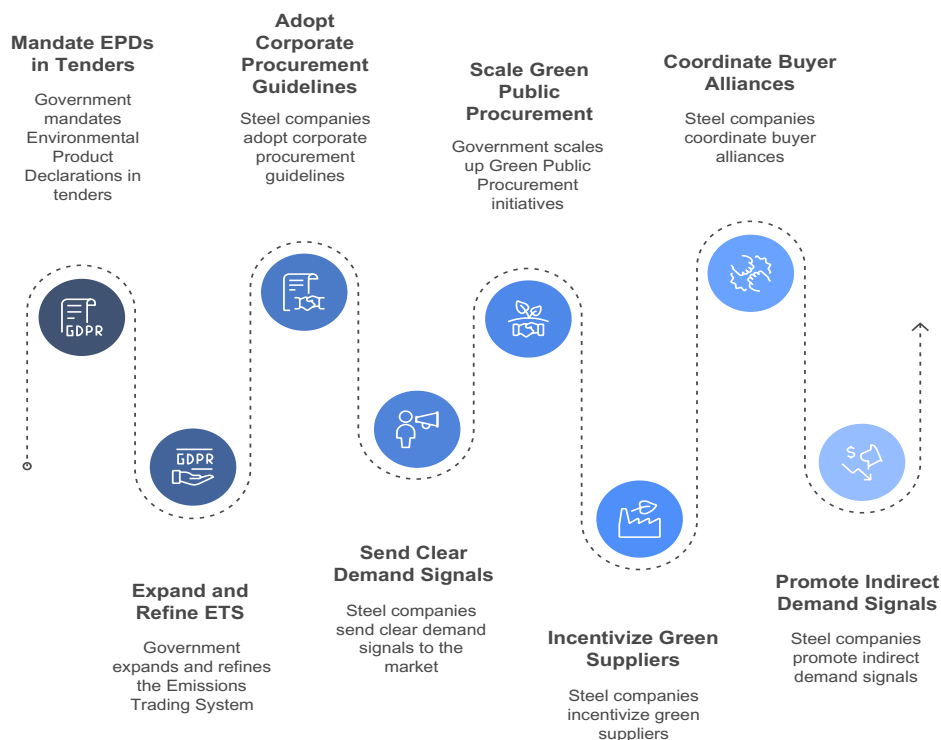 Mandate EPDs
in Tenders
Government
mandates
Environmental
Product
Declarations in
tenders
GDPR
GDPR
Expand and
Refine ETS
Government
expands and refines
the Emissions
Trading System
Adopt
Corporate
Procurement
Guidelines
Steel companies
adopt corporate
procurement
guidelines
Send Clear
Demand Signals
Steel companies
send clear demand
signals to the
market
Scale Green
Public
Procurement
Government scales
up Green Public
Procurement
initiatives
Incentivize Green
Suppliers
Steel companies
incentivize green
suppliers
Coordinate Buyer
Alliances
Steel companies
coordinate buyer
alliances
$
Promote Indirect
Demand Signals
Steel companies
promote indirect
demand signals